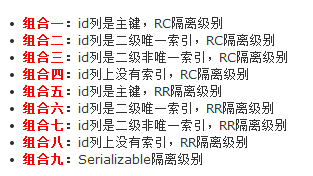 组合一：id列是主键，RC隔离级别
组合二：id列是二级唯一索引，RC隔离级别
组合三：id列是二级非唯一索引，RC隔离级别
组合四：id列上没有索引，RC隔离级别
组合五：id列是主键，RR隔离级别
组合六：id列是二级唯一索引，RR隔离级别
组合七：id列是二级非唯一索引，RR隔离级别
组合八：id列上没有索引，RR隔离级别
组合九：Serializable隔离级别